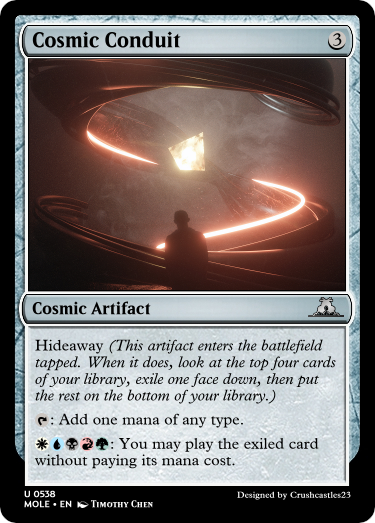 Cosmic Conduit 3
Cosmic Artifact
Hideaway (This artifact enters the battlefield
tapped. When it does, look at the top four cards
of your library, exile one face down, then put
the rest on the bottom of your library.)
: Add one mana of any type.
: You may play the exiled card
without paying its mana cost.
U 0538
MOLE • EN Timothy Chen
Designed by Crushcastles23